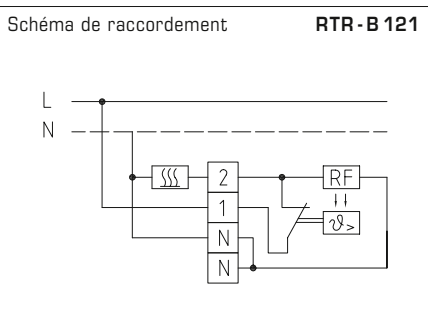 Schéma de raccordement RTR-B 121
L
N
2 RF
1
ϑ>
N
N